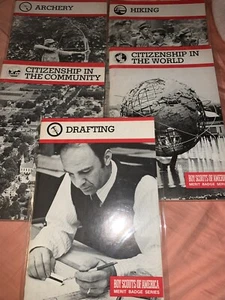 ARCHERY
HIKING
CITIZENSHIP IN
THE COMMUNITY
CITIZENSHIP IN
THE WORLD
DRAFTING
BOY SCOUTS OF AMERICA
MERIT BADGE SERIES
BOY SCOUTS OF AMERICA
MERIT BADGE SERIES